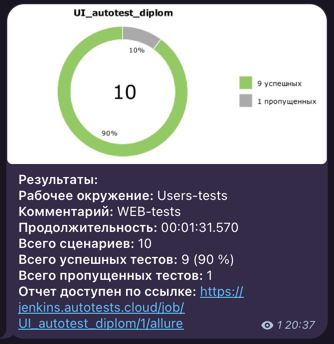 UI_autotest_diplom
10%
10
90%
9 успешных
1 пропущенных
Результаты:
Рабочее окружение: Users-tests
Комментарий: WEB-tests
Продолжительность: 00:01:31.570
Всего сценариев: 10
Всего успешных тестов: 9 (90 %)
Всего пропущенных тестов: 1
Отчет доступен по ссылке: https://
jenkins.autotests.cloud/job/
UI_autotest_diplom/1/allure
1 20:37